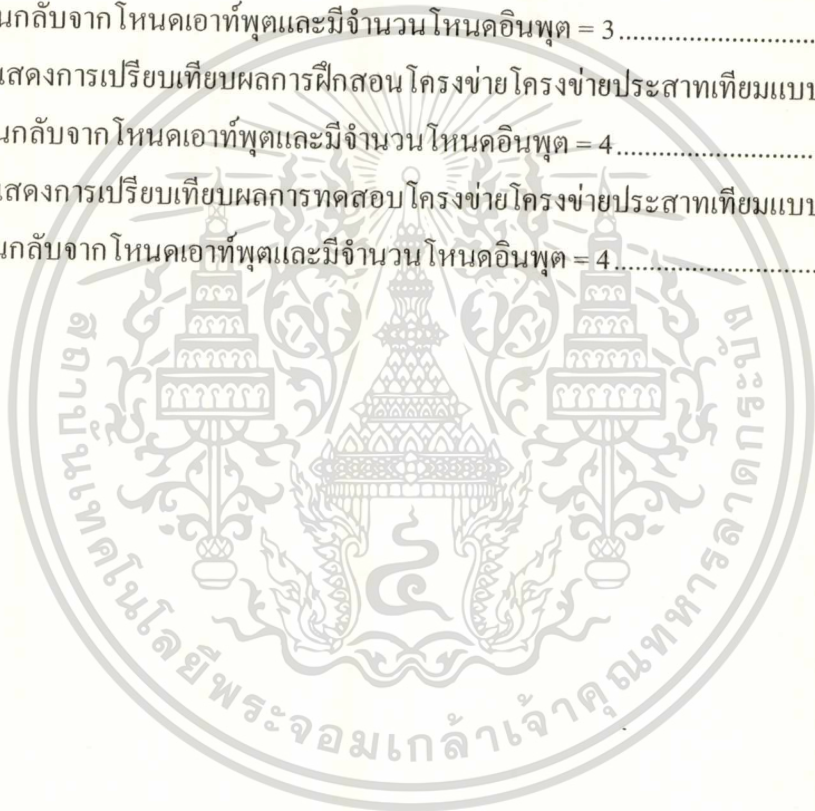 นกลับจากโหนดเอาท์พุตและมีจำนวนโหนดอินพุต = 3..............................
แสดงการเปรียบเทียบผลการฝึกสอนโครงข่ายโครงข่ายประสาทเทียมแบบ
นกลับจากโหนดเอาท์พุตและมีจำนวนโหนดอินพุต = 4..............................
แสดงการเปรียบเทียบผลการทดสอบโครงข่ายโครงข่ายประสาทเทียมแบบ
นกลับจากโหนดเอาท์พุตและมีจำนวนโหนดอินพุต = 4..............................
สถาบันเทคโนโลยีพระจอมเกล้าเจ้าคุณทหารลาดกระบัง